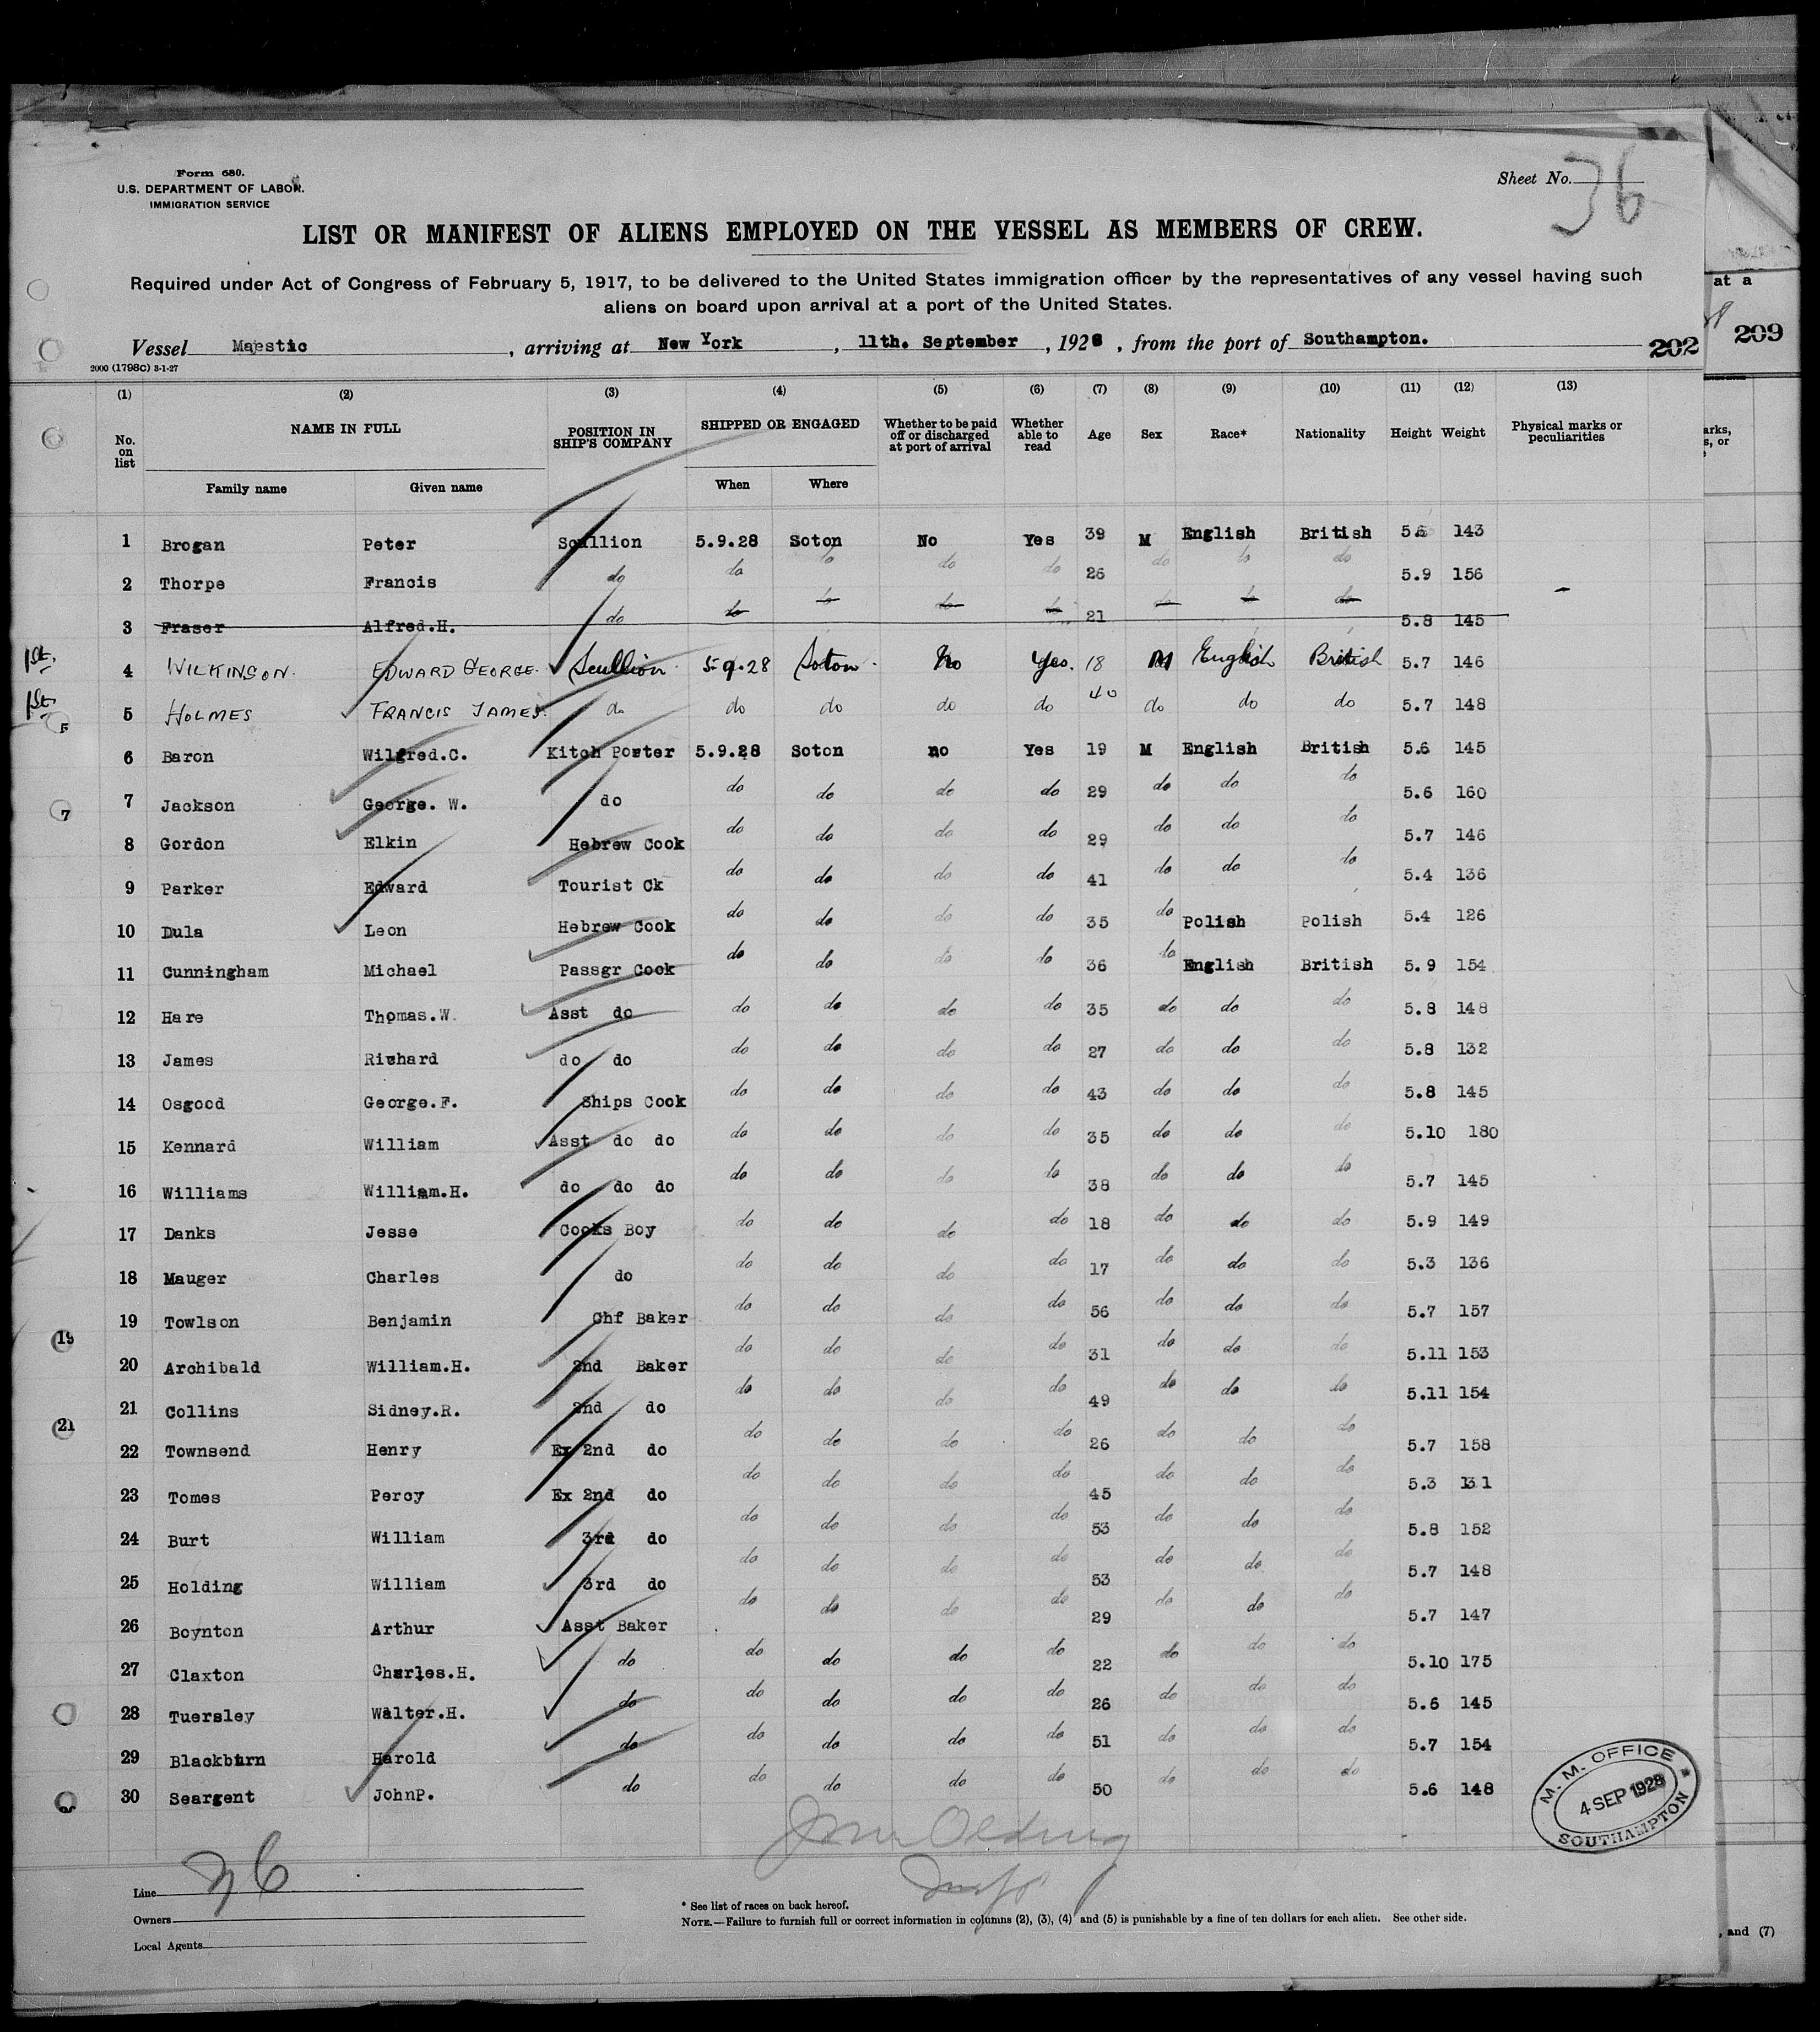 Form 680.
U.S. DEPARTMENT OF LABOR.
IMMIGRATION SERVICE
Sheet No. 36
LIST OR MANIFEST OF ALIENS EMPLOYED ON THE VESSEL AS MEMBERS OF CREW.
Required under Act of Congress of February 5, 1917, to be delivered to the United States immigration officer by the representatives of any vessel having such
aliens on board upon arrival at a port of the United States.
at a
Vessel Majestic, arriving at New York, 11th. September, 1928, from the port of Southampton.
202
209
2000 (1798C) 3-1-27
(1) (2) (3) (4) (5) (6) (7) (8) (9) (10) (11) (12) (13)
No. on list NAME IN FULL POSITION IN SHIP'S COMPANY SHIPPED OR ENGAGED Whether to be paid off or discharged at port of arrival Whether able to read Age Sex Race* Nationality Height Weight Physical marks or peculiarities
Family name Given name When Where
1 Brogan Peter Scullion 5.9.28 Soton No Yes 39 M English British 5.6 143
2 Thorpe Francis do do do do do 26 do do do 5.9 156
3 Fraser Alfred.H. do do do do do 21 do do do 5.8 145
1st. 4 WILKINSON. EDWARD GEORGE. Scullion 5-9.28 Soton No Yes. 18 M English British 5.7 146
1st. 5 HOLMES FRANCIS JAMES. do do do do do 40 do do do 5.7 148
6 Baron Wilfred.C. Kitch Porter 5.9.28 Soton no Yes 19 M English British 5.6 145
7 7 Jackson George. W. do do do do do 29 do do do 5.6 160
8 Gordon Elkin Hebrew Cook do do do do 29 do do do 5.7 146
9 Parker Edward Tourist Ck do do do do 41 do do do 5.4 136
10 Dula Leon Hebrew Cook do do do do 35 do Polish Polish 5.4 126
11 Cunningham Michael Passgr Cook do do do do 36 do English British 5.9 154
12 Hare Thomas.W. Asst do do do do do 35 do do do 5.8 148
13 James Rishard do do do do do do 27 do do do 5.8 132
14 Osgood George.F. Ships Cook do do do do 43 do do do 5.8 145
15 Kennard William Asst do do do do do do 35 do do do 5.10 180
16 Williams William.H. do do do do do do do 38 do do do 5.7 145
17 Danks Jesse Cooks Boy do do do do 18 do do do 5.9 149
18 Mauger Charles do do do do do 17 do do do 5.3 136
19 Towlson Benjamin Chf Baker do do do do 56 do do do 5.7 157
19
20 Archibald William.H. 2nd Baker do do do do 31 do do do 5.11 153
21 Collins Sidney.R. 2nd do do do do do 49 do do do 5.11 154
21
22 Townsend Henry Ex 2nd do do do do do 26 do do do 5.7 158
23 Tomes Percy Ex 2nd do do do do do 45 do do do 5.3 131
24 Burt William 3rd do do do do do 53 do do do 5.8 152
25 Holding William 3rd do do do do do 53 do do do 5.7 148
26 Boynton Arthur Asst Baker do do do do 29 do do do 5.7 147
27 Claxton Charles.H. do do do do do 22 do do do 5.10 175
28 Tuersley Walter.H. do do do do do 26 do do do 5.6 145
29 Blackburn Harold do do do do do 51 do do do 5.7 154
30 Seargent JohnP. do do do do do 50 do do do 5.6 148
M. M. OFFICE
4 SEP 1928
SOUTHAMPTON
Line
Owners
Local Agents
* See list of races on back hereof.
NOTE.—Failure to furnish full or correct information in columns (2), (3), (4) and (5) is punishable by a fine of ten dollars for each alien. See other side.
, and (7)